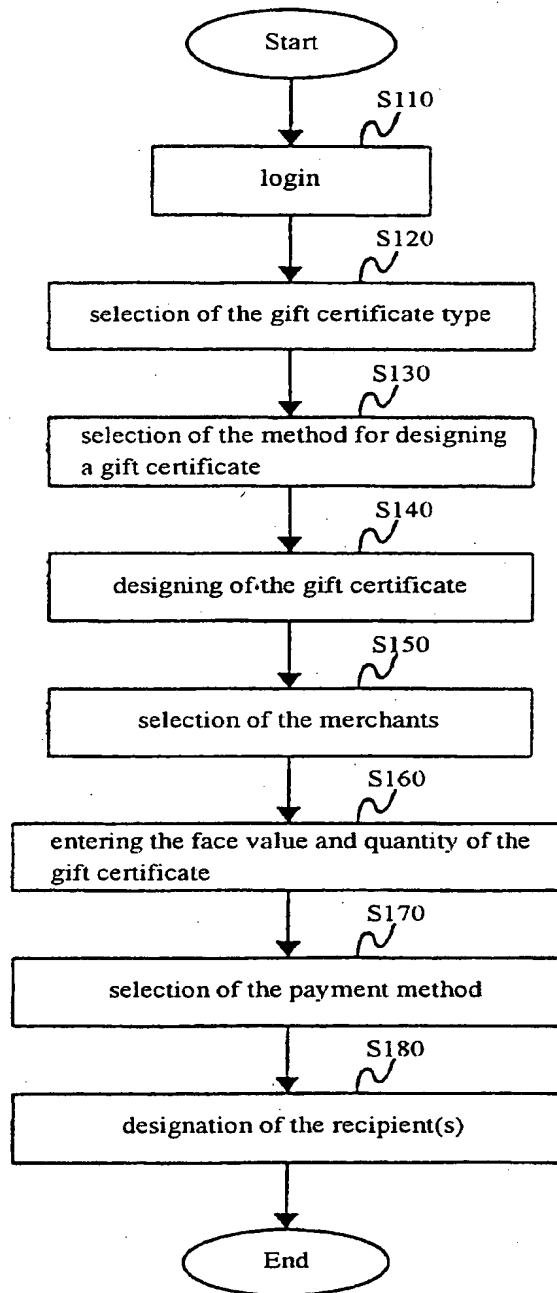 Start
S110
login
S120
selection of the gift certificate type
S130
selection of the method for designing
a gift certificate
S140
designing of the gift certificate
S150
selection of the merchants
S160
entering the face value and quantity of the
gift certificate
S170
selection of the payment method
S180
designation of the recipient(s)
End